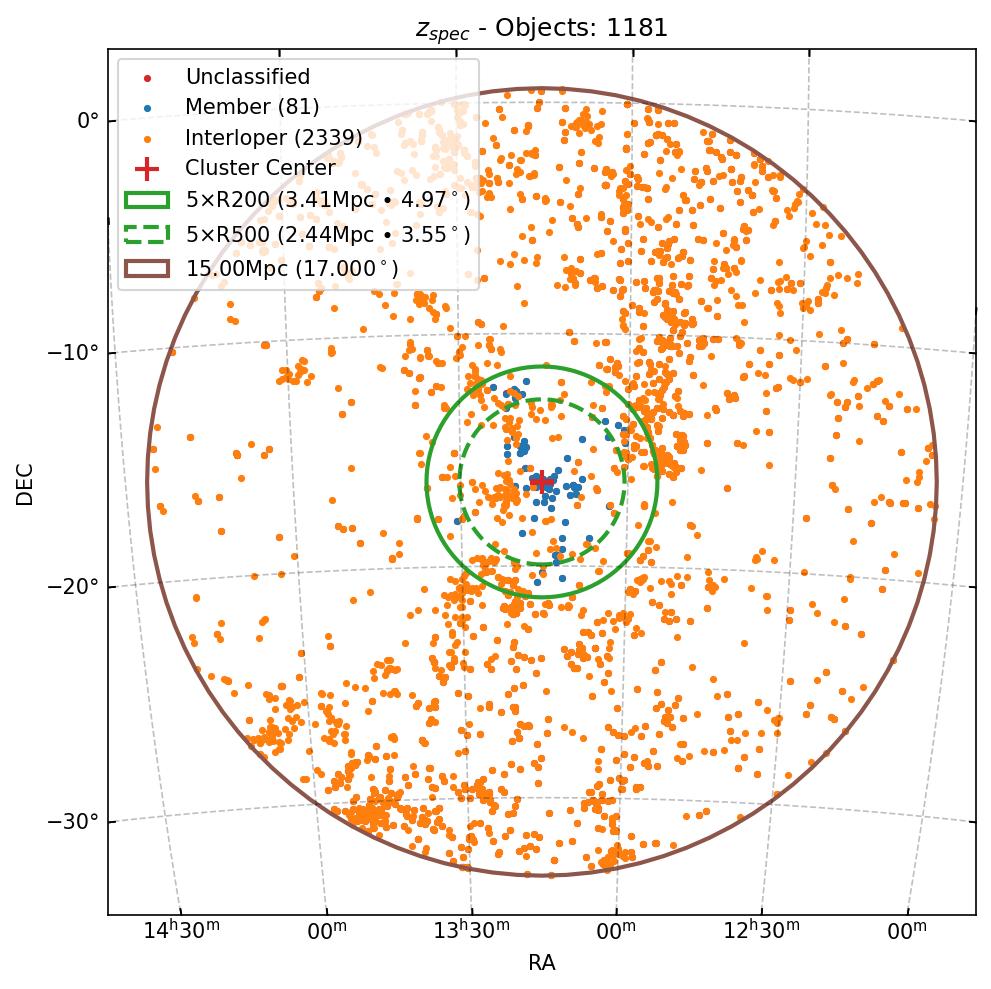 z_spec - Objects: 1181
Unclassified
Member (81)
Interloper (2339)
Cluster Center
5×R200 (3.41Mpc • 4.97°)
5×R500 (2.44Mpc • 3.55°)
15.00Mpc (17.000°)
0°
−10°
−20°
−30°
DEC
14ʰ30ᵐ 00ᵐ 13ʰ30ᵐ 00ᵐ 12ʰ30ᵐ 00ᵐ
RA